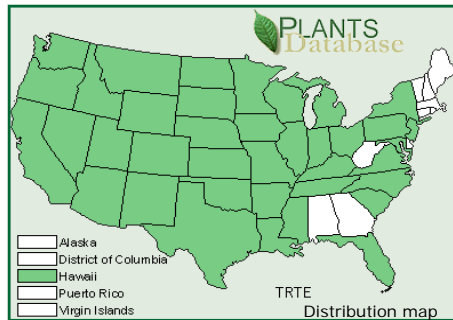 PLANTS
Database
Alaska
District of Columbia
Hawaii
Puerto Rico
Virgin Islands
TRTE
Distribution map